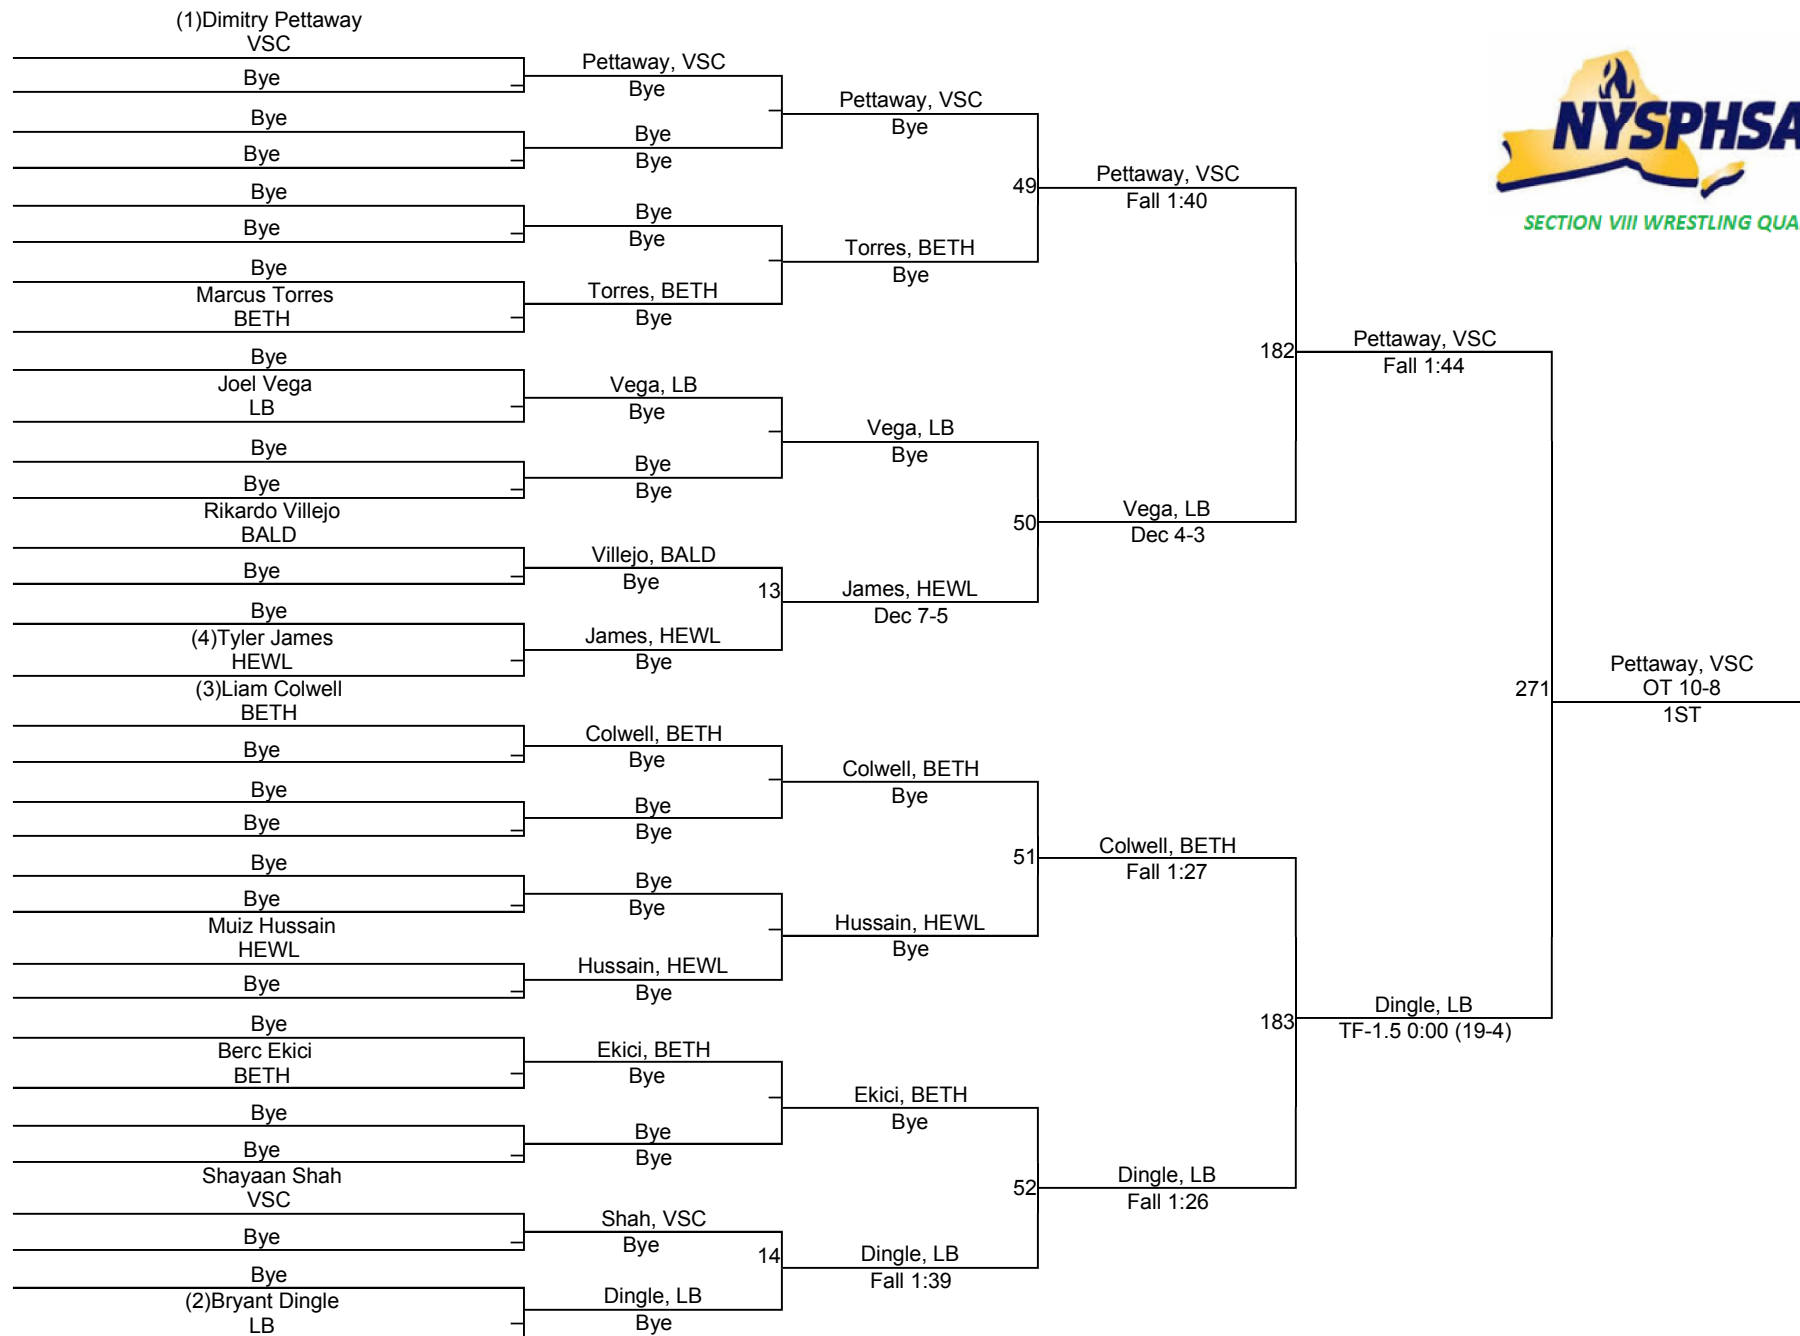 (1)Dimitry Pettaway
VSC
Bye
Bye
Bye
Bye
Bye
Bye
Marcus Torres
BETH
Bye
Joel Vega
LB
Bye
Bye
Rikardo Villejo
BALD
Bye
Bye
(4)Tyler James
HEWL
(3)Liam Colwell
BETH
Bye
Bye
Bye
Bye
Bye
Muiz Hussain
HEWL
Bye
Bye
Berc Ekici
BETH
Bye
Bye
Shayaan Shah
VSC
Bye
Bye
(2)Bryant Dingle
LB
Pettaway, VSC
Bye
Bye
Bye
Bye
Bye
Torres, BETH
Bye
Vega, LB
Bye
Bye
Bye
Villejo, BALD
Bye
13
James, HEWL
Bye
Colwell, BETH
Bye
Bye
Bye
Bye
Bye
Hussain, HEWL
Bye
Ekici, BETH
Bye
Bye
Bye
Shah, VSC
Bye
14
Dingle, LB
Bye
Pettaway, VSC
Bye
49
Torres, BETH
Bye
Vega, LB
Bye
50
James, HEWL
Dec 7-5
Colwell, BETH
Bye
51
Hussain, HEWL
Bye
Ekici, BETH
Bye
52
Dingle, LB
Fall 1:39
Pettaway, VSC
Fall 1:40
182
Vega, LB
Dec 4-3
Colwell, BETH
Fall 1:27
183
Dingle, LB
Fall 1:26
Pettaway, VSC
Fall 1:44
271
Dingle, LB
TF-1.5 0:00 (19-4)
Pettaway, VSC
OT 10-8
1ST
NYSPHSA
SECTION VIII WRESTLING QUA